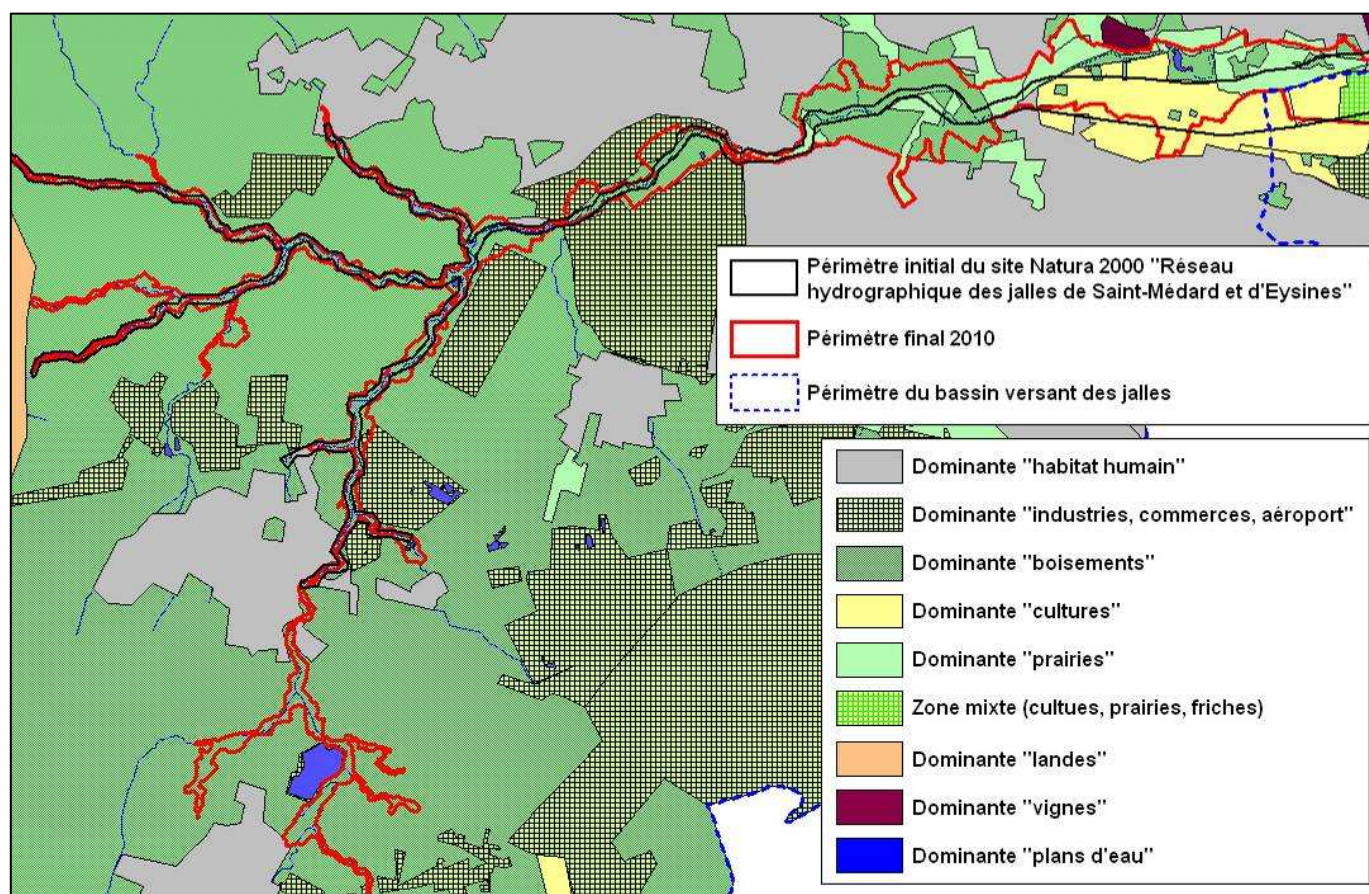 Périmètre initial du site Natura 2000 "Réseau
hydrographique des jalles de Saint-Médard et d'Eysines"
Périmètre final 2010
Périmètre du bassin versant des jalles
Dominante "habitat humain"
Dominante "industries, commerces, aéroport"
Dominante "boisements"
Dominante "cultures"
Dominante "prairies"
Zone mixte (cultues, prairies, friches)
Dominante "landes"
Dominante "vignes"
Dominante "plans d'eau"